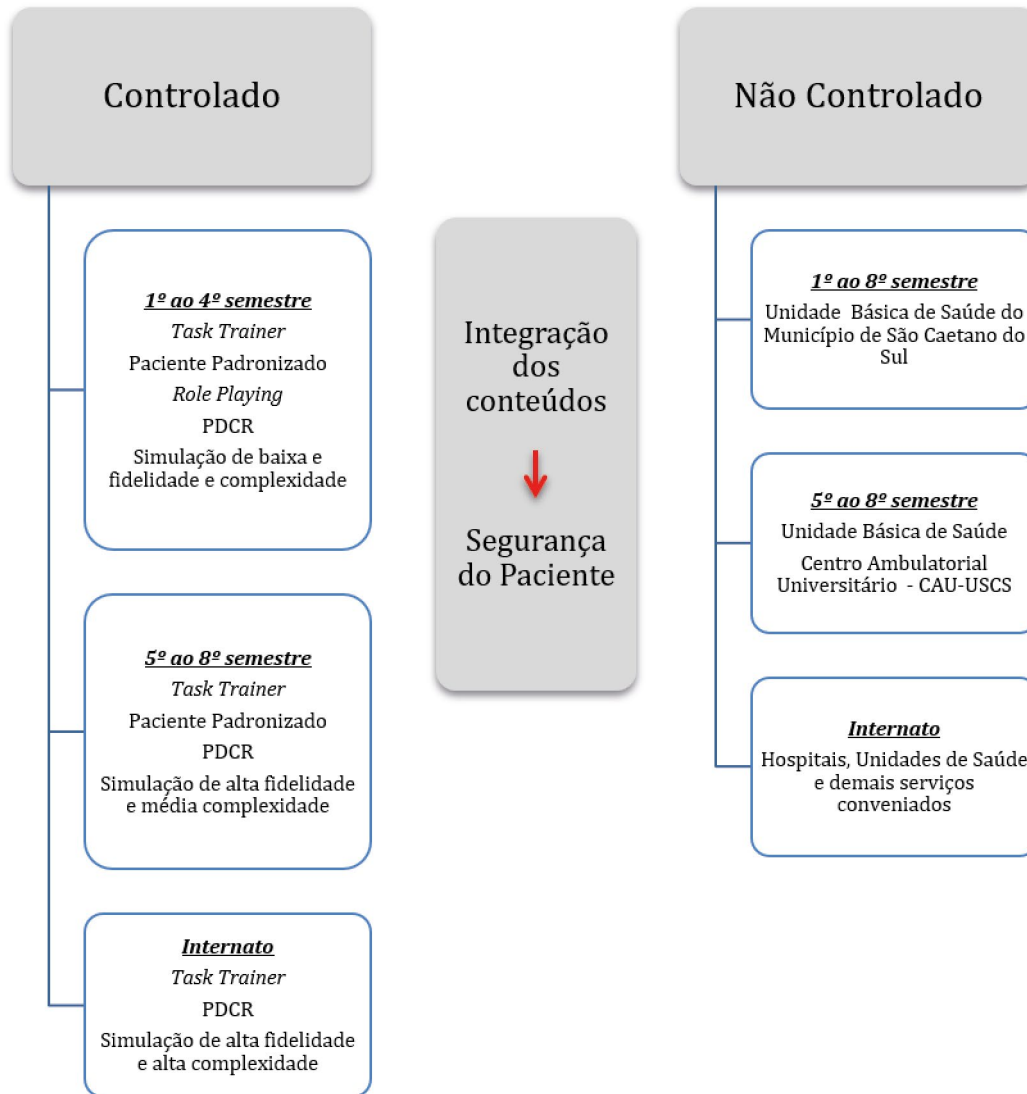 Controlado
1º ao 4º semestre
Task Trainer
Paciente Padronizado
Role Playing
PDCR
Simulação de baixa e
fidelidade e complexidade
5º ao 8º semestre
Task Trainer
Paciente Padronizado
PDCR
Simulação de alta fidelidade
e média complexidade
Internato
Task Trainer
PDCR
Simulação de alta fidelidade
e alta complexidade
Integração
dos
conteúdos
Segurança
do Paciente
Não Controlado
1º ao 8º semestre
Unidade Básica de Saúde do
Município de São Caetano do
Sul
5º ao 8º semestre
Unidade Básica de Saúde
Centro Ambulatorial
Universitário - CAU-USCS
Internato
Hospitais, Unidades de Saúde
e demais serviços
conveniados